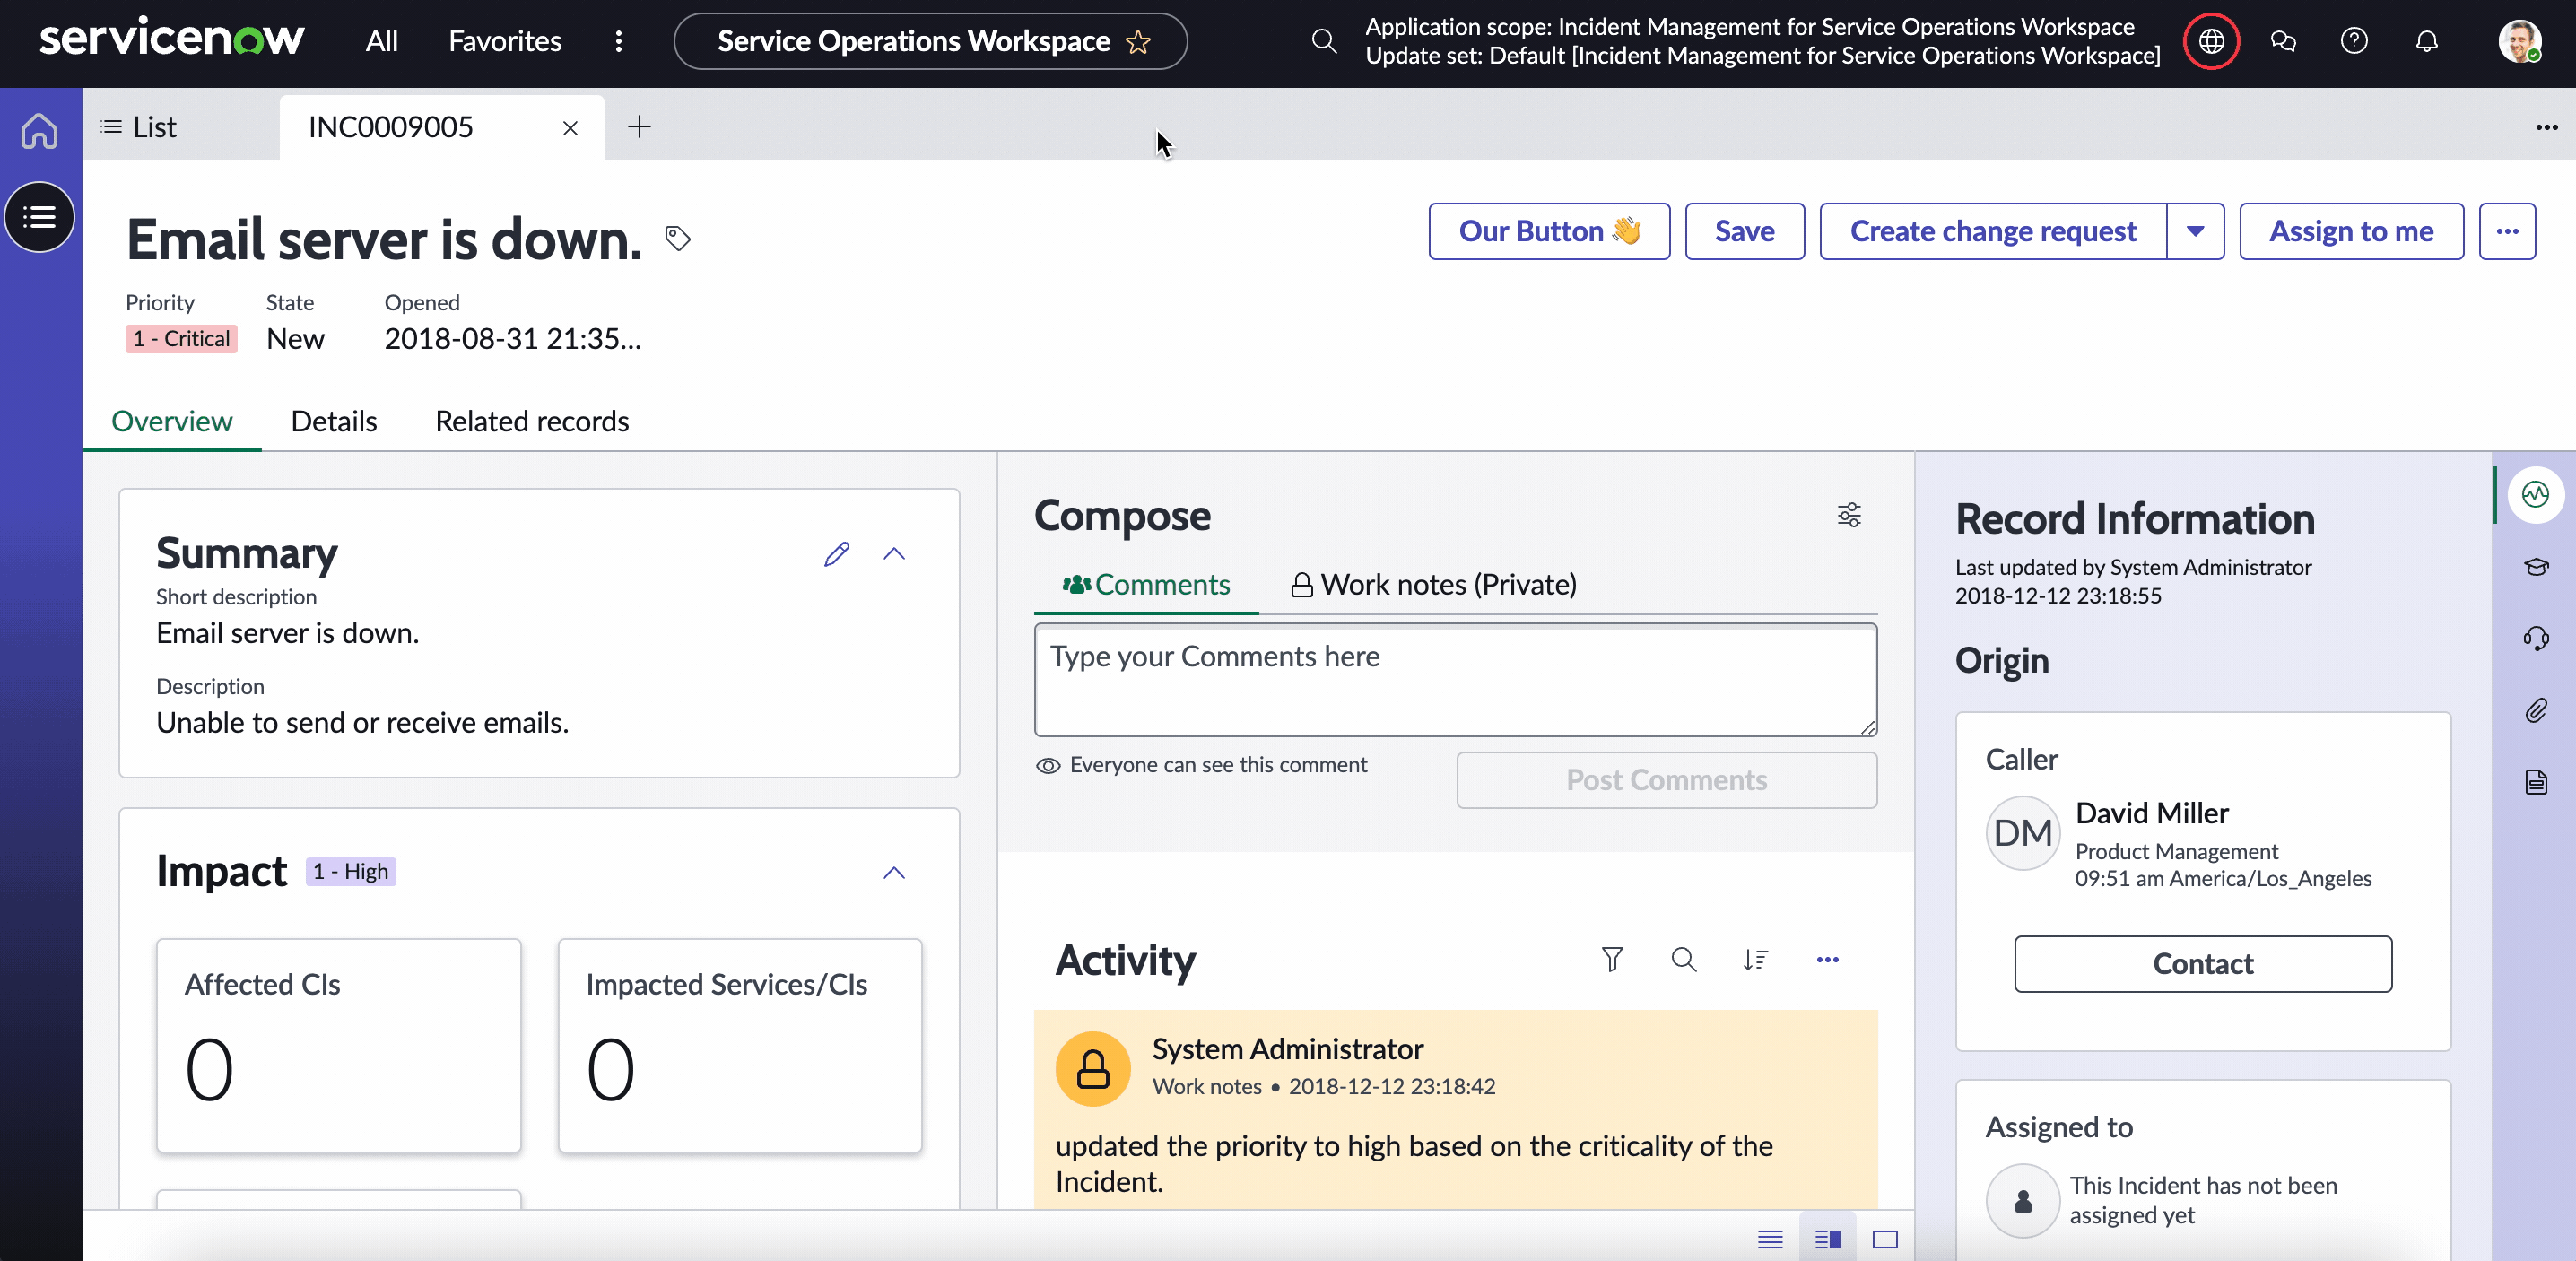 servicenow
All
Favorites
Service Operations Workspace
Application scope: Incident Management for Service Operations Workspace
Update set: Default [Incident Management for Service Operations Workspace]
List
INC0009005
Email server is down.
Our Button 👋
Save
Create change request
Assign to me
Priority
State
Opened
1 - Critical
New
2018-08-31 21:35...
Overview
Details
Related records
Summary
Short description
Email server is down.
Description
Unable to send or receive emails.
Impact
1 - High
Affected CIs
0
Impacted Services/CIs
0
Compose
Comments
Work notes (Private)
Type your Comments here
Everyone can see this comment
Post Comments
Activity
System Administrator
Work notes • 2018-12-12 23:18:42
updated the priority to high based on the criticality of the
Incident.
Record Information
Last updated by System Administrator
2018-12-12 23:18:55
Origin
Caller
DM
David Miller
Product Management
09:51 am America/Los_Angeles
Contact
Assigned to
This Incident has not been
assigned yet